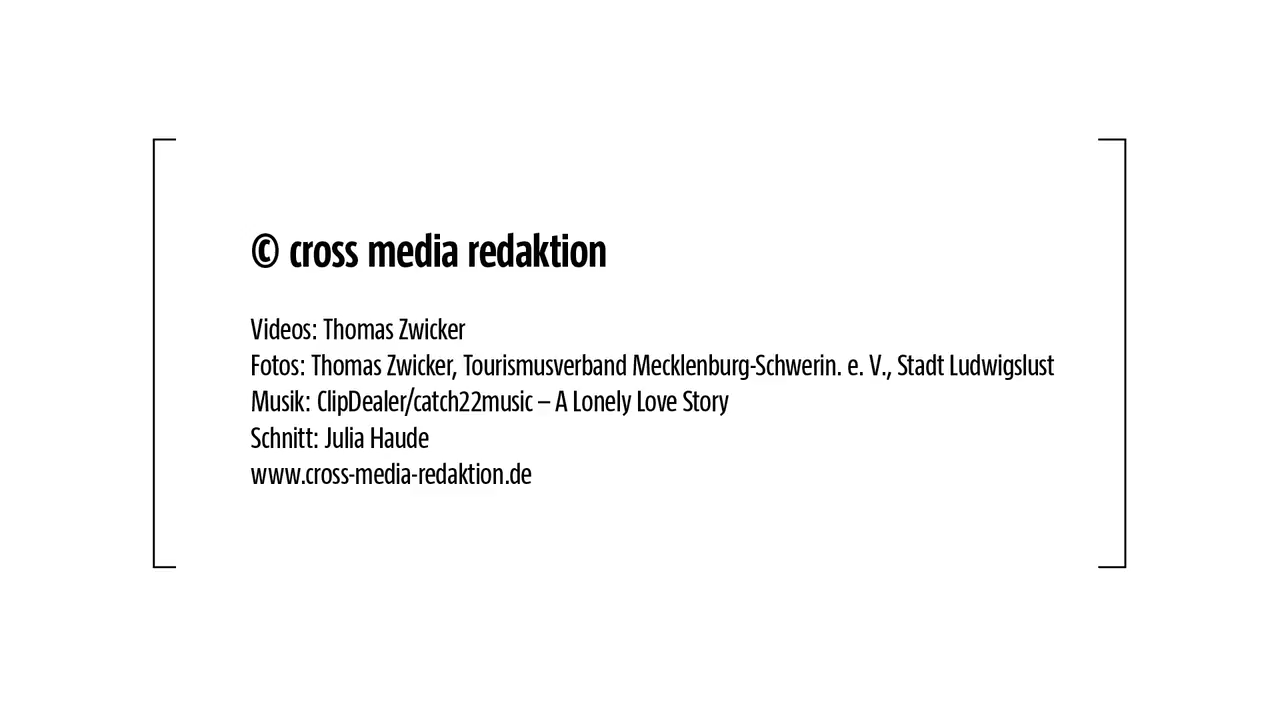 © cross media redaktion
Videos: Thomas Zwicker
Fotos: Thomas Zwicker, Tourismusverband Mecklenburg-Schwerin. e. V., Stadt Ludwigslust
Musik: ClipDealer/catch22music – A Lonely Love Story
Schnitt: Julia Haude
www.cross-media-redaktion.de